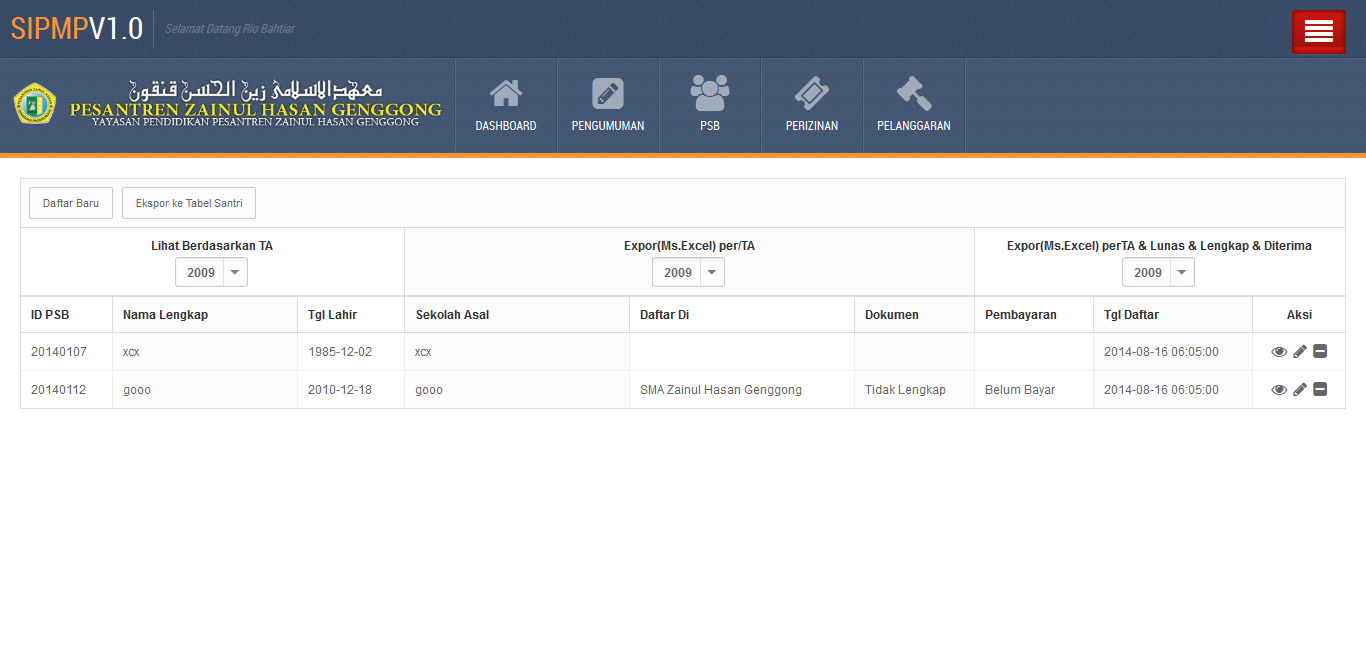 SIPMPV1.0
Selamat Datang Rio Bahtiar
معهد الإسلامى زين الحسن قنقون
PESANTREN ZAINUL HASAN GENGGONG
YAYASAN PENDIDIKAN PESANTREN ZAINUL HASAN GENGGONG
DASHBOARD
PENGUMUMAN
PSB
PERIZINAN
PELANGGARAN
Daftar Baru
Ekspor ke Tabel Santri
Lihat Berdasarkan TA
Expor(Ms.Excel) per/TA
Expor(Ms.Excel) perTA & Lunas & Lengkap & Diterima
2009
2009
2009
ID PSB Nama Lengkap Tgl Lahir Sekolah Asal Daftar Di Dokumen Pembayaran Tgl Daftar Aksi
20140107 xcx 1985-12-02 xcx 2014-08-16 06:05:00
20140112 gooo 2010-12-18 gooo SMA Zainul Hasan Genggong Tidak Lengkap Belum Bayar 2014-08-16 06:05:00